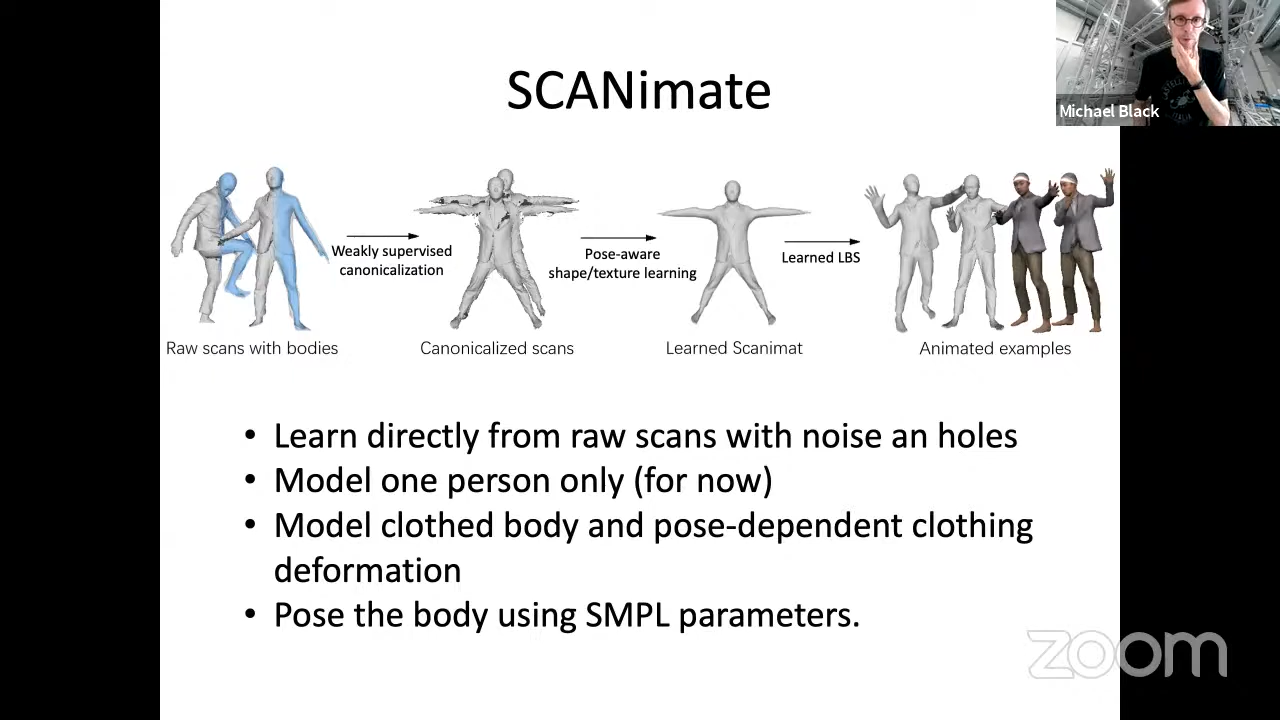 SCANimate
Michael Black
Weakly supervised
canonicalization
Pose-aware
shape/texture learning
Learned LBS
Raw scans with bodies
Canonicalized scans
Learned Scanimat
Animated examples
• Learn directly from raw scans with noise an holes
• Model one person only (for now)
• Model clothed body and pose-dependent clothing
deformation
• Pose the body using SMPL parameters.
zoom